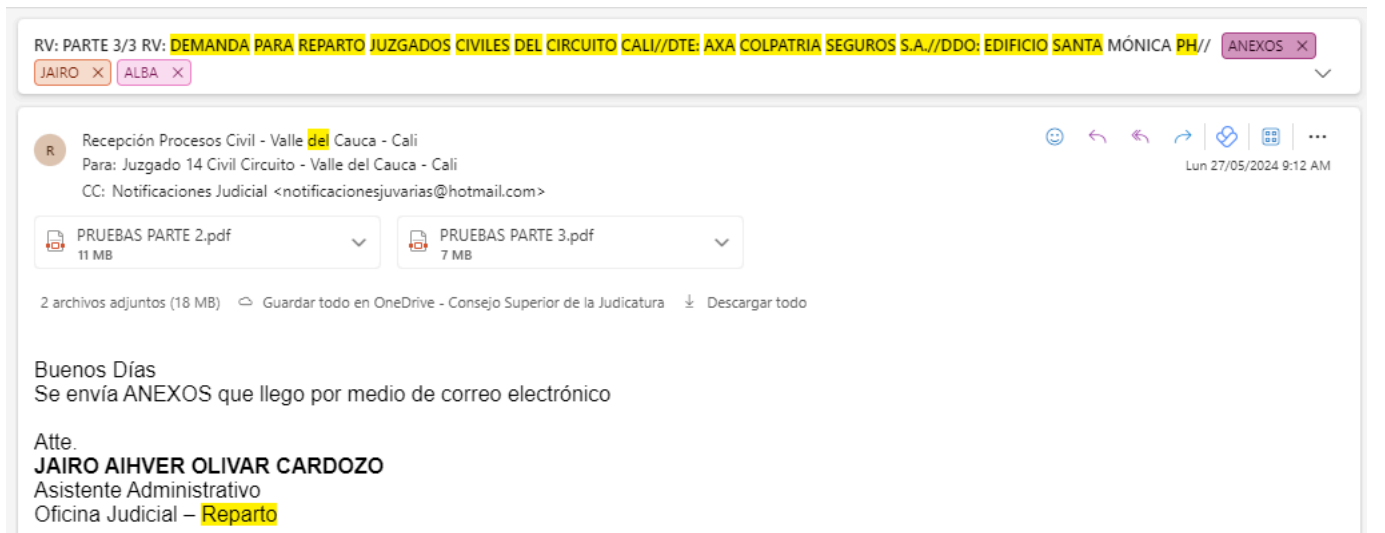 RV: PARTE 3/3 RV: DEMANDA PARA REPARTO JUZGADOS CIVILES DEL CIRCUITO CALI//DTE: AXA COLPATRIA SEGUROS S.A.//DDO: EDIFICIO SANTA MÓNICA PH// ANEXOS
JAIRO ALBA
R
Recepción Procesos Civil - Valle del Cauca - Cali
Para: Juzgado 14 Civil Circuito - Valle del Cauca - Cali
Lun 27/05/2024 9:12 AM
CC: Notificaciones Judicial <notificacionesjuvarias@hotmail.com>
PRUEBAS PARTE 2.pdf
11 MB
PRUEBAS PARTE 3.pdf
7 MB
2 archivos adjuntos (18 MB) Guardar todo en OneDrive - Consejo Superior de la Judicatura Descargar todo
Buenos Días
Se envía ANEXOS que llego por medio de correo electrónico
Atte.
JAIRO AIHVER OLIVAR CARDOZO
Asistente Administrativo
Oficina Judicial – Reparto